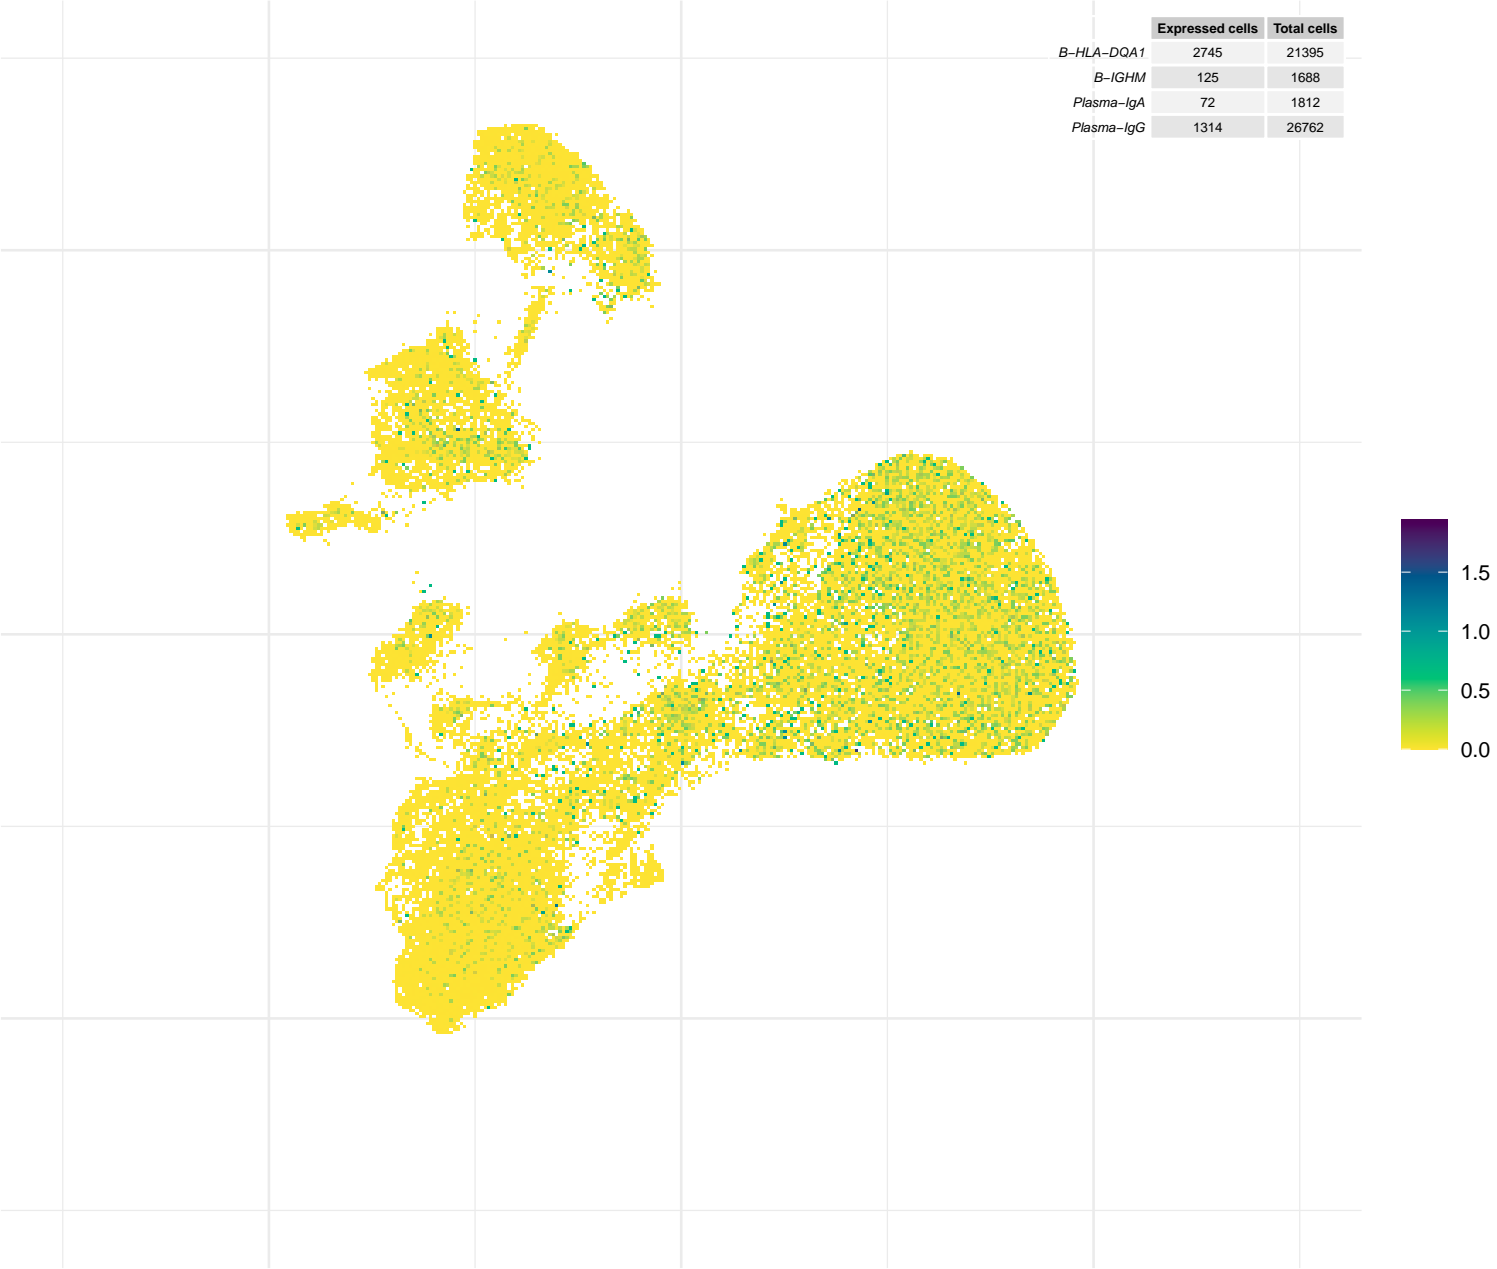 Expressed cells Total cells
B−HLA−DQA1 2745 21395
B−IGHM 125 1688
Plasma−IgA 72 1812
Plasma−IgG 1314 26762
1.5
1.0
0.5
0.0